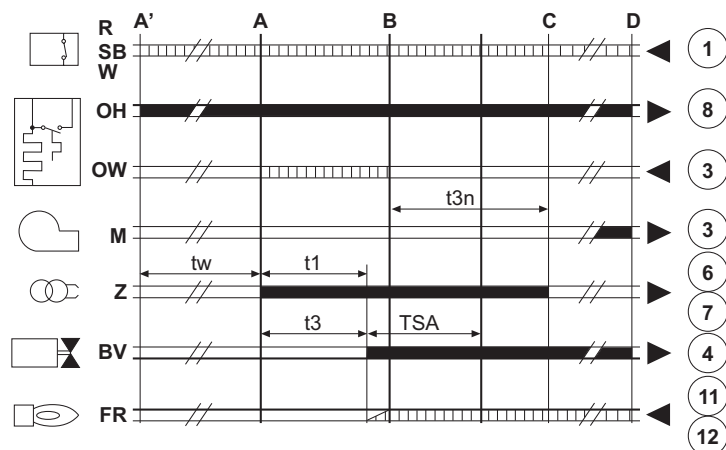 A' A B C D
R
SB 1
W
OH 8
OW 3
t3n
M 3
tw t1 6
Z 7
t3 TSA
BV 4
11
FR 12